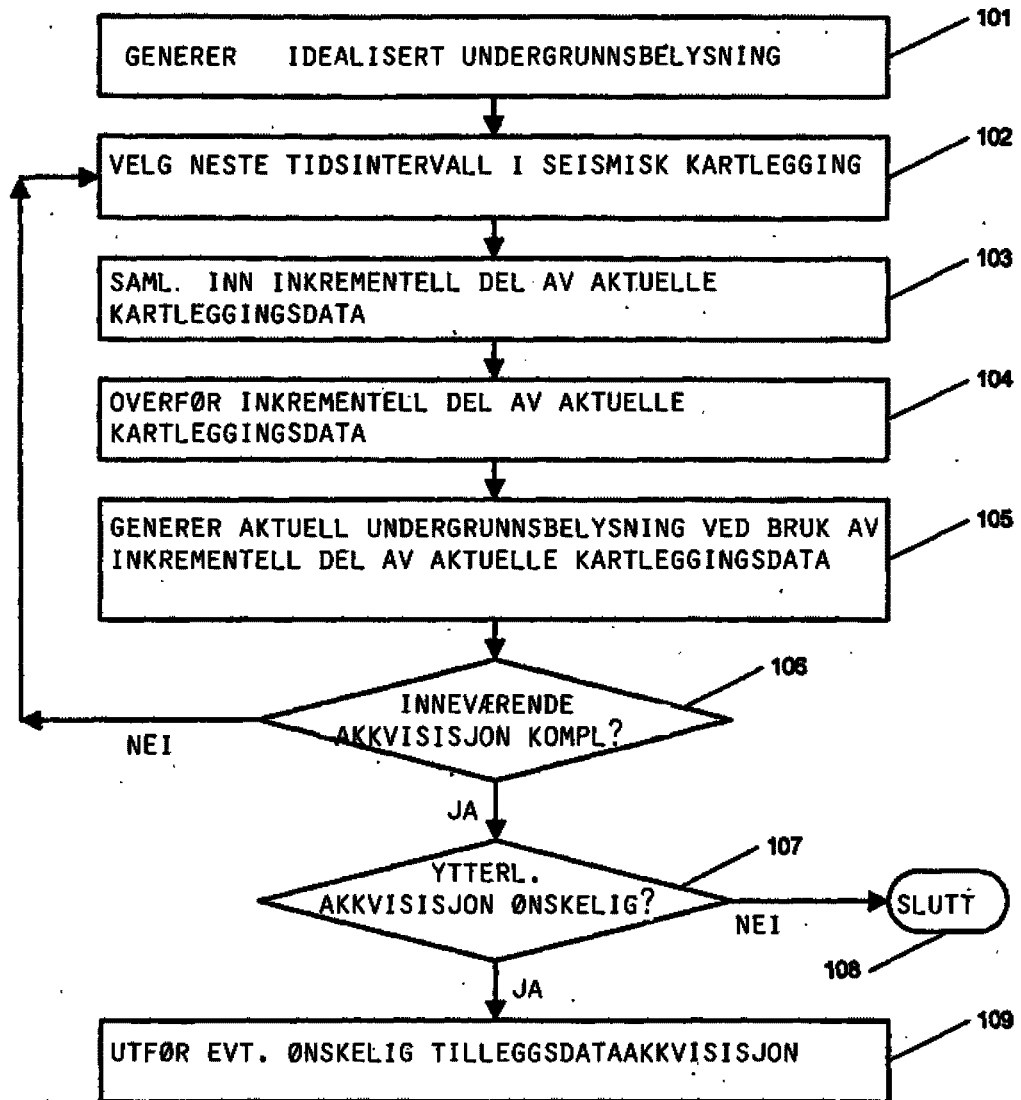 101
GENERER IDEALISERT UNDERGRUNNSBELYSNING
102
VELG NESTE TIDSINTERVALL I SEISMISK KARTLEGGING
103
SAML. INN INKREMENTELL DEL AV AKTUELLE
KARTLEGGINGSDATA
104
OVERFØR INKREMENTELL DEL AV AKTUELLE
KARTLEGGINGSDATA
105
GENERER AKTUELL UNDERGRUNNSBELYSNING VED BRUK AV
INKREMENTELL DEL AV AKTUELLE KARTLEGGINGSDATA
106
INNEVÆRENDE
AKKVISISJON KOMPL?
NEI
JA
107
YTTERL.
AKKVISISJON ØNSKELIG?
NEI
SLUTT
108
JA
109
UTFØR EVT. ØNSKELIG TILLEGGSDATAAKKVISISJON